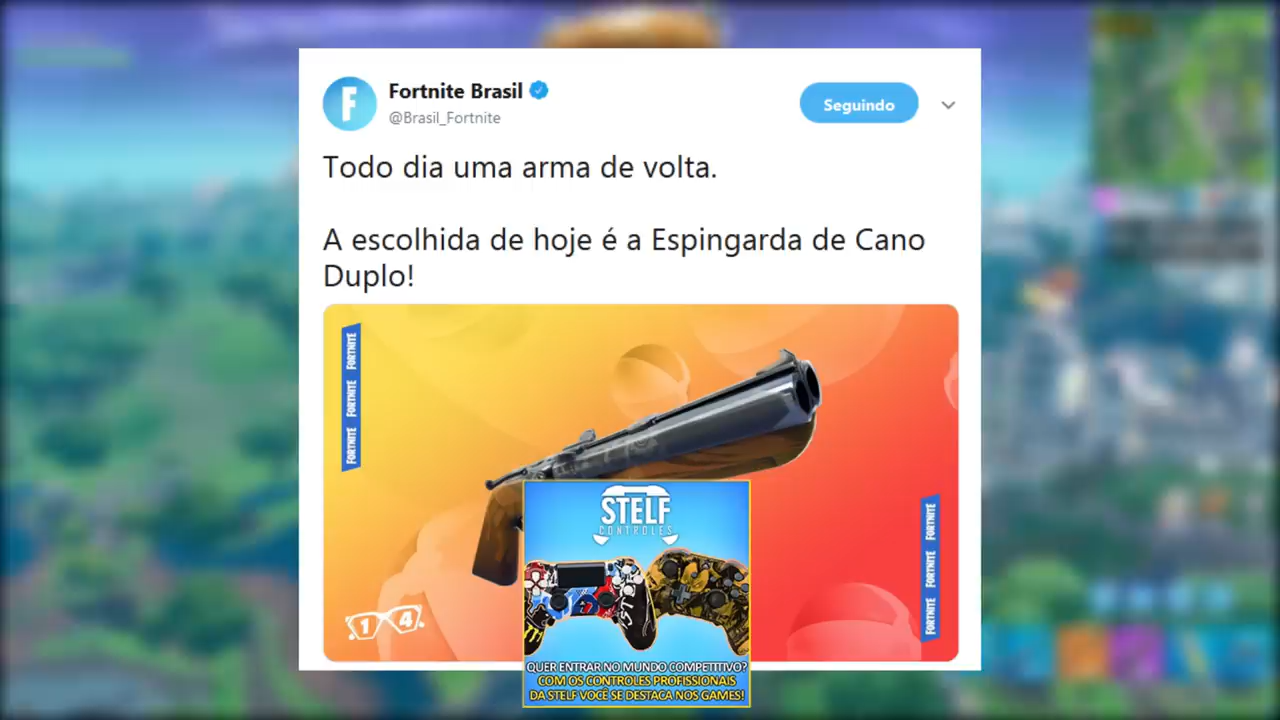 Fortnite Brasil
@Brasil_Fortnite
Seguindo
Todo dia uma arma de volta.
A escolhida de hoje é a Espingarda de Cano
Duplo!
FORTNITE FORTNITE FORTNITE
14
FORTNITE FORTNITE FORTNITE
STELF
CONTROLES
QUER ENTRAR NO MUNDO COMPETITIVO?
COM OS CONTROLES PROFISSIONAIS
DA STELF VOCÊ SE DESTACA NOS GAMES!